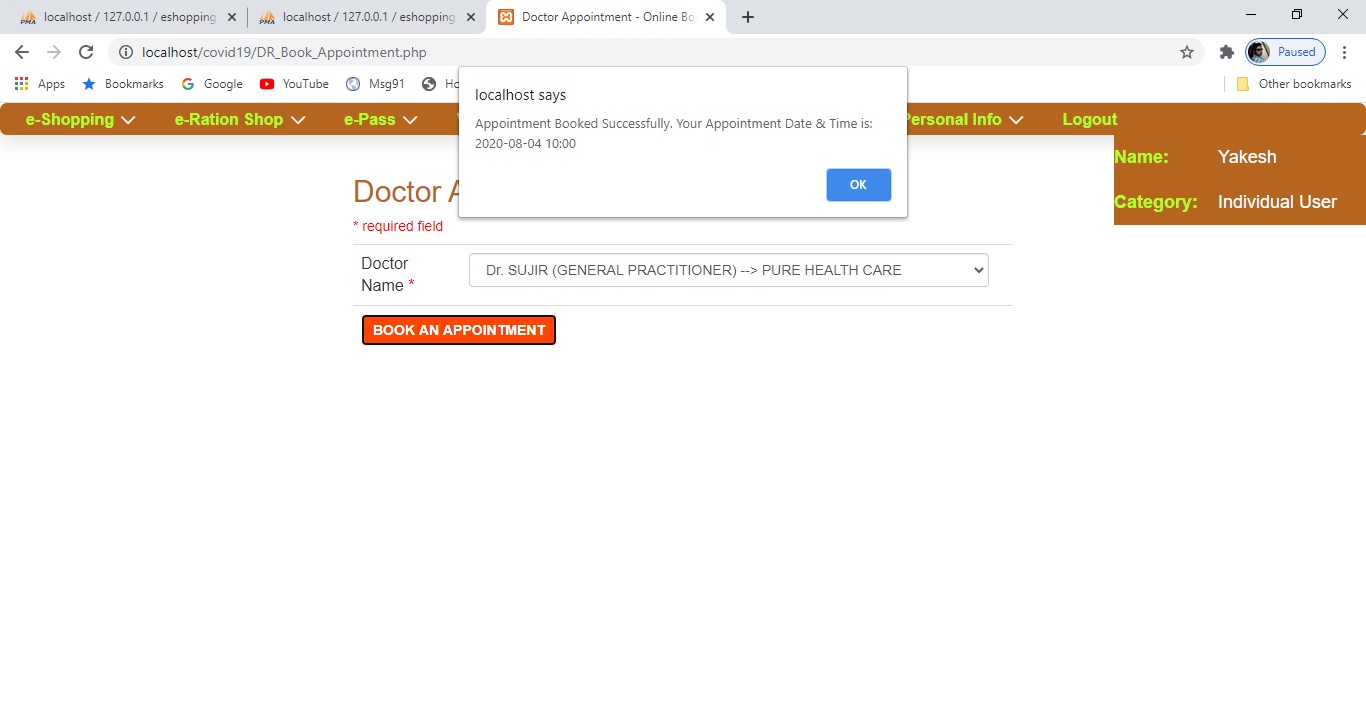 localhost / 127.0.0.1 / eshopping
localhost / 127.0.0.1 / eshopping
Doctor Appointment - Online Bo
localhost/covid19/DR_Book_Appointment.php
Paused
Apps
Bookmarks
Google
YouTube
Msg91
Ho
Other bookmarks
localhost says
Appointment Booked Successfully. Your Appointment Date & Time is:
2020-08-04 10:00
OK
e-Shopping
e-Ration Shop
e-Pass
Personal Info
Logout
Name: Yakesh
Category: Individual User
Doctor A
* required field
Doctor
Name *
Dr. SUJIR (GENERAL PRACTITIONER) --> PURE HEALTH CARE
BOOK AN APPOINTMENT